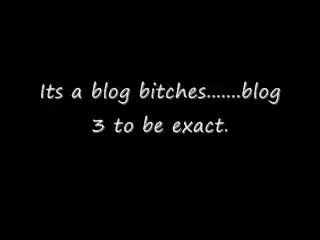 Its a blog bitches.......blog
3 to be exact.